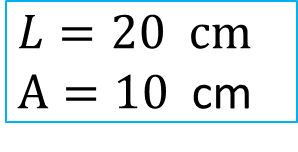 L = 20 cm
A = 10 cm